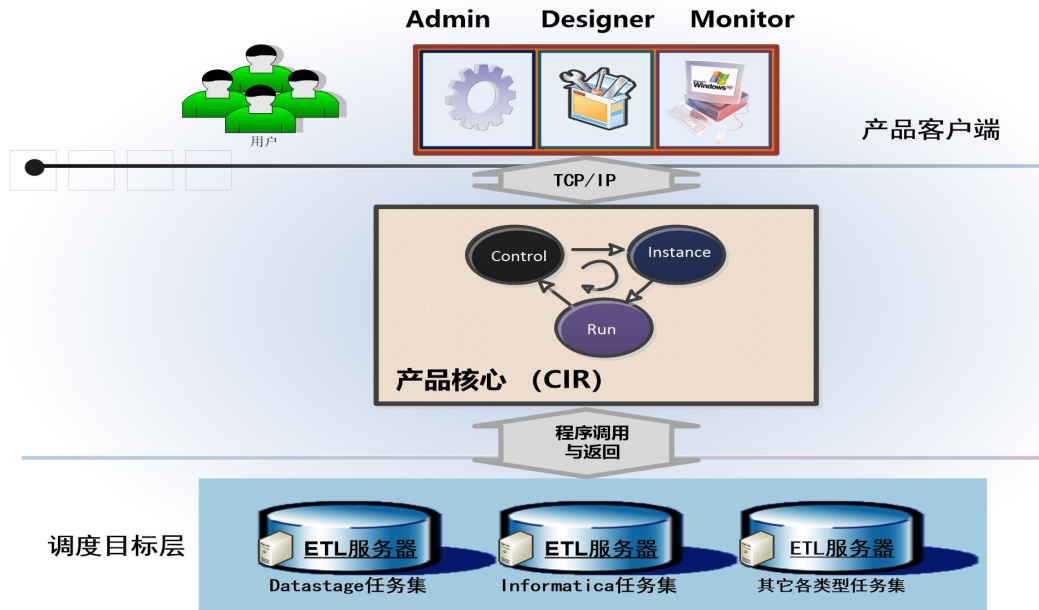 Admin Designer Monitor
Windows
用户
产品客户端
TCP/IP
Control
Instance
Run
产品核心 （CIR）
程序调用
与返回
调度目标层
ETL服务器
ETL服务器
ETL服务器
Datastage任务集
Informatica任务集
其它各类型任务集